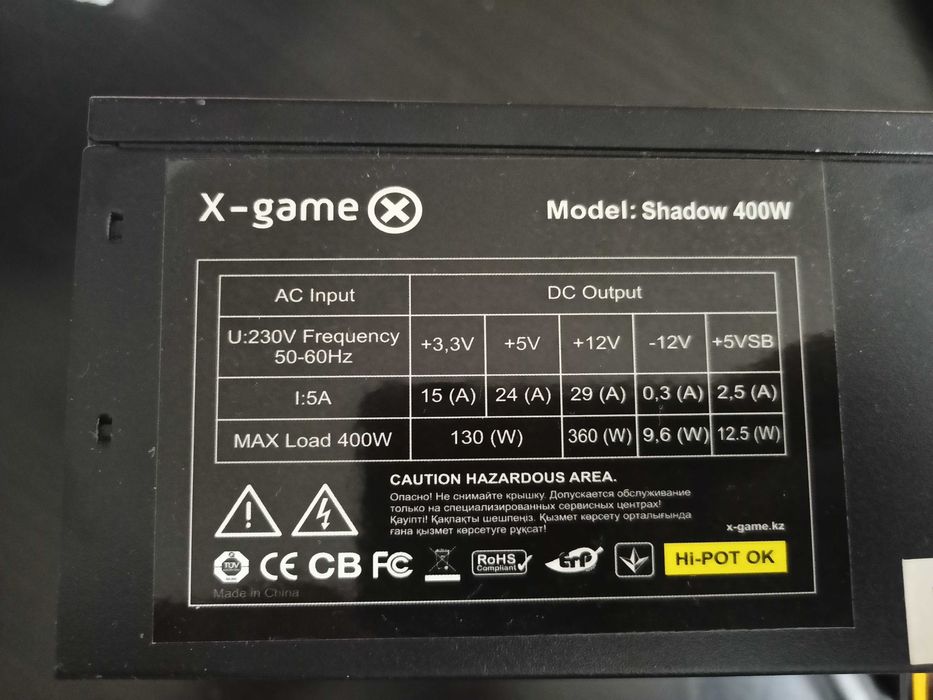 X-game X
Model: Shadow 400W
AC Input DC Output
U:230V Frequency 50-60Hz +3,3V +5V +12V -12V +5VSB
I:5A 15 (A) 24 (A) 29 (A) 0,3 (A) 2,5 (A)
MAX Load 400W 130 (W) 360 (W) 9,6 (W) 12.5 (W)
CAUTION HAZARDOUS AREA.
Опасно! Не снимайте крышку. Допускается обслуживание
только на специализированных сервисных центрах!
Қауіпті! Қақпақты шешпеңіз. Қызмет көрсету орталығында
ғана қызмет көрсетуге рұқсат!
x-game.kz
TÜV CE CB FC RoHS Compliant ErP Hi-POT OK
Made in China